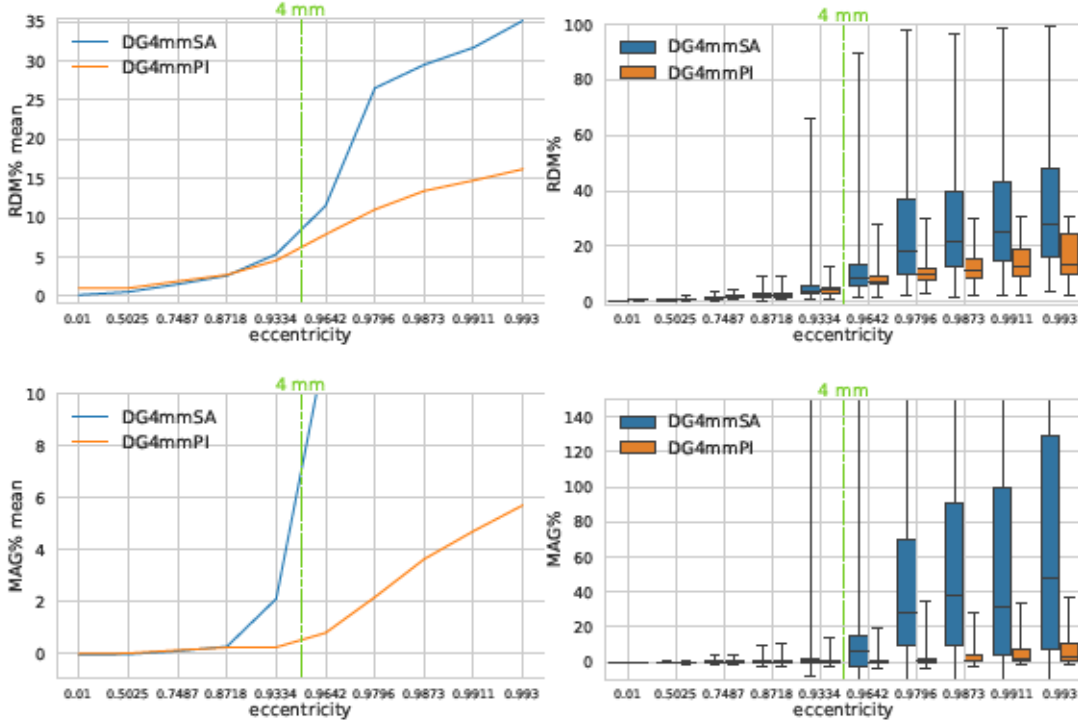 4 mm
RDM% mean
35
30
25
20
15
10
5
0
DG4mmSA
DG4mmPI
0.01 0.5025 0.7487 0.8718 0.9334 0.9642 0.9796 0.9873 0.9911 0.993
eccentricity
4 mm
RDM%
100
80
60
40
20
0
DG4mmSA
DG4mmPI
0.01 0.5025 0.7487 0.8718 0.9334 0.9642 0.9796 0.9873 0.9911 0.993
eccentricity
4 mm
MAG% mean
10
8
6
4
2
0
DG4mmSA
DG4mmPI
0.01 0.5025 0.7487 0.8718 0.9334 0.9642 0.9796 0.9873 0.9911 0.993
eccentricity
4 mm
MAG%
140
120
100
80
60
40
20
0
DG4mmSA
DG4mmPI
0.01 0.5025 0.7487 0.8718 0.9334 0.9642 0.9796 0.9873 0.9911 0.993
eccentricity